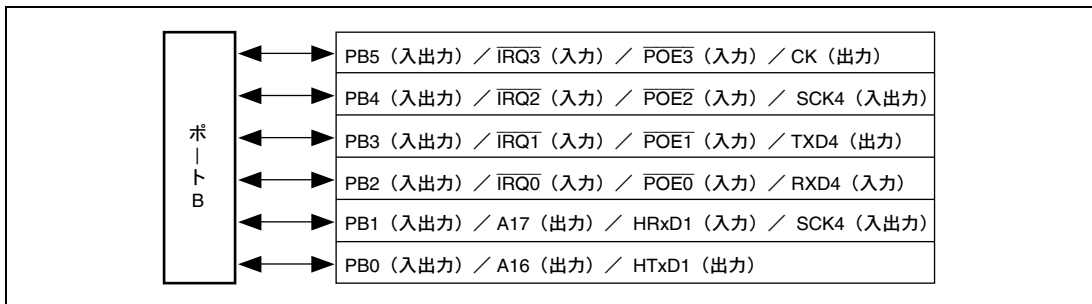 ポートB
PB5（入出力）／IRQ3（入力）／POE3（入力）／CK（出力）
PB4（入出力）／IRQ2（入力）／POE2（入力）／SCK4（入出力）
PB3（入出力）／IRQ1（入力）／POE1（入力）／TXD4（出力）
PB2（入出力）／IRQ0（入力）／POE0（入力）／RXD4（入力）
PB1（入出力）／A17（出力）／HRxD1（入力）／SCK4（入出力）
PB0（入出力）／A16（出力）／HTxD1（出力）